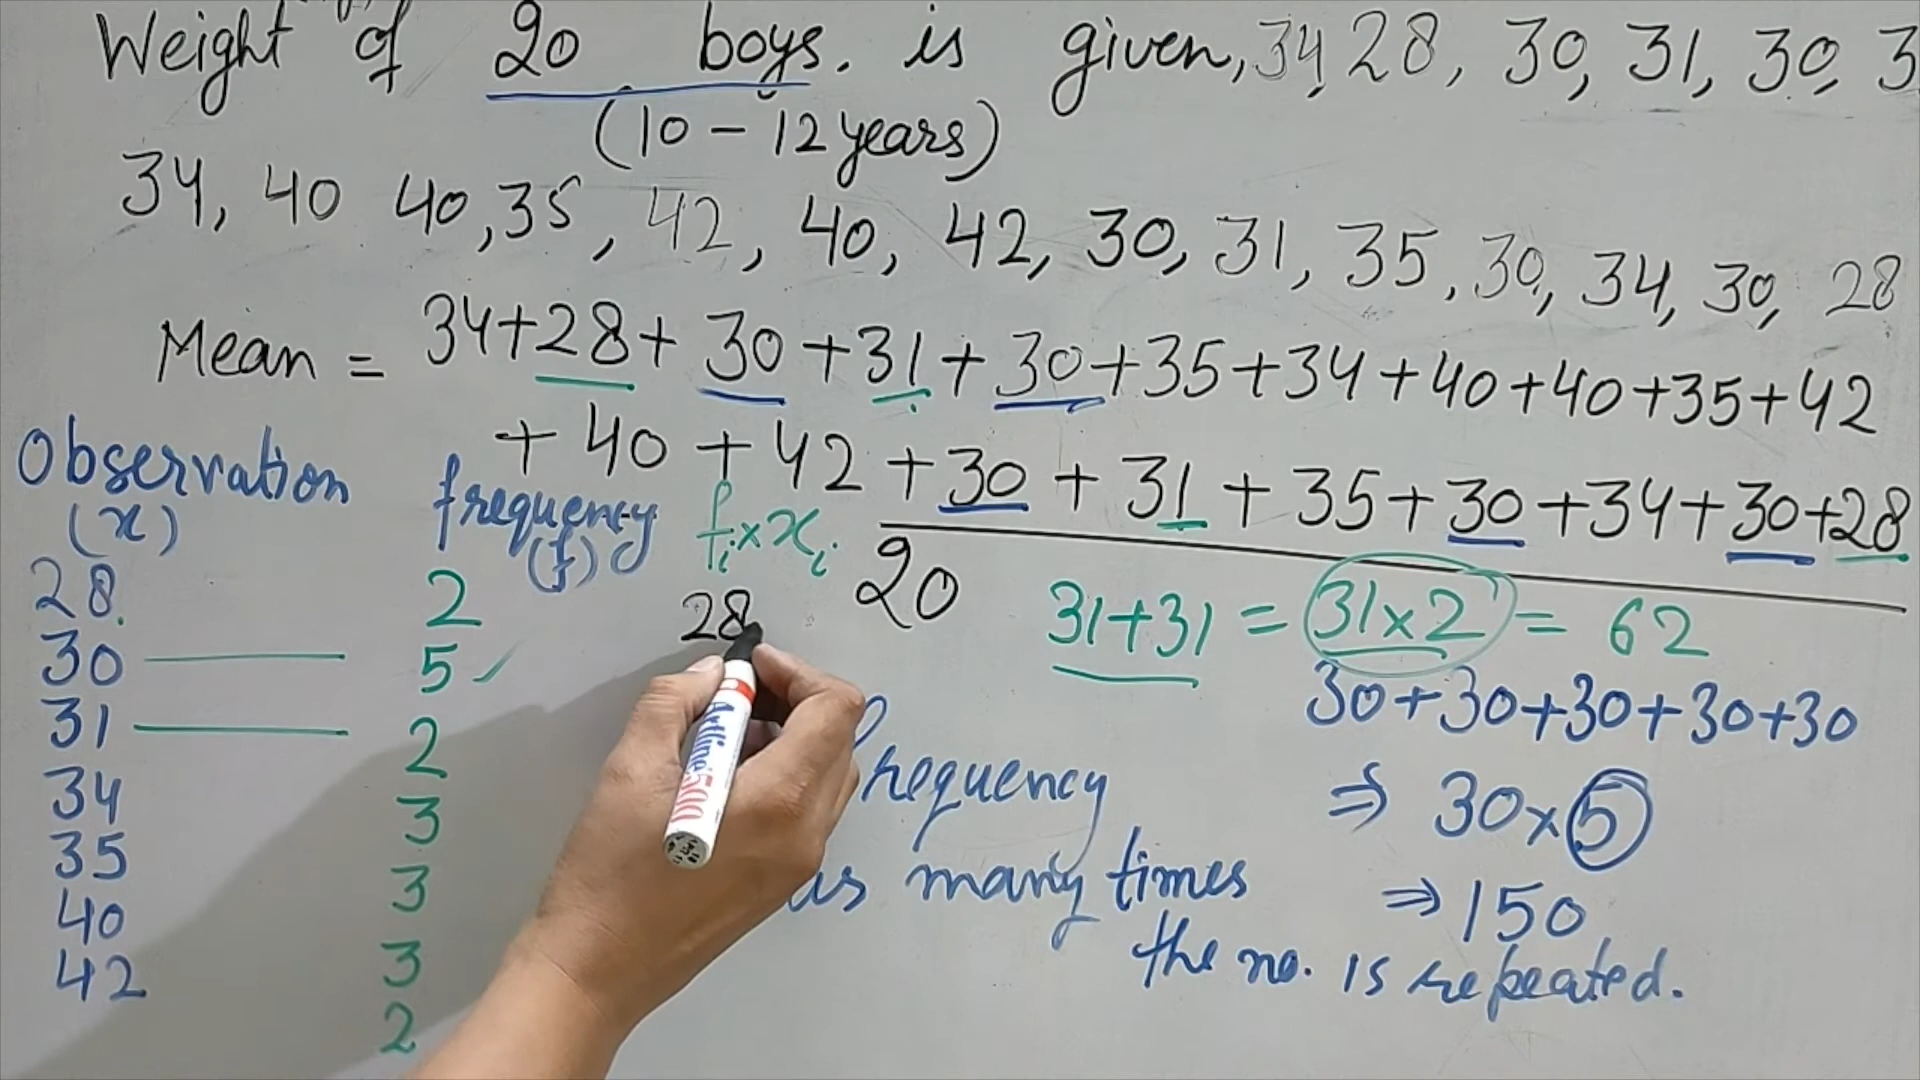 Weight of 20 boys. is given, 34, 28, 30, 31, 30, 3
(10 - 12 years)
34, 40 40, 35, 42, 40, 42, 30, 31, 35, 30, 34, 30, 28
Mean = 34+28+ 30 +31+30+35+34+40+40+35+42
+ 40 + 42 +30 + 31 + 35+30+34+30+28
20
Observation frequency fi×xi
(x) (f)
28 2 28
30 5 ✓
31 2
34 3
35 3
40 3
42 2
31+31 = 31×2 = 62
30+30+30+30+30
⇒ 30×5
⇒ 150
frequency
as many times
the no. is repeated.
Artline 500